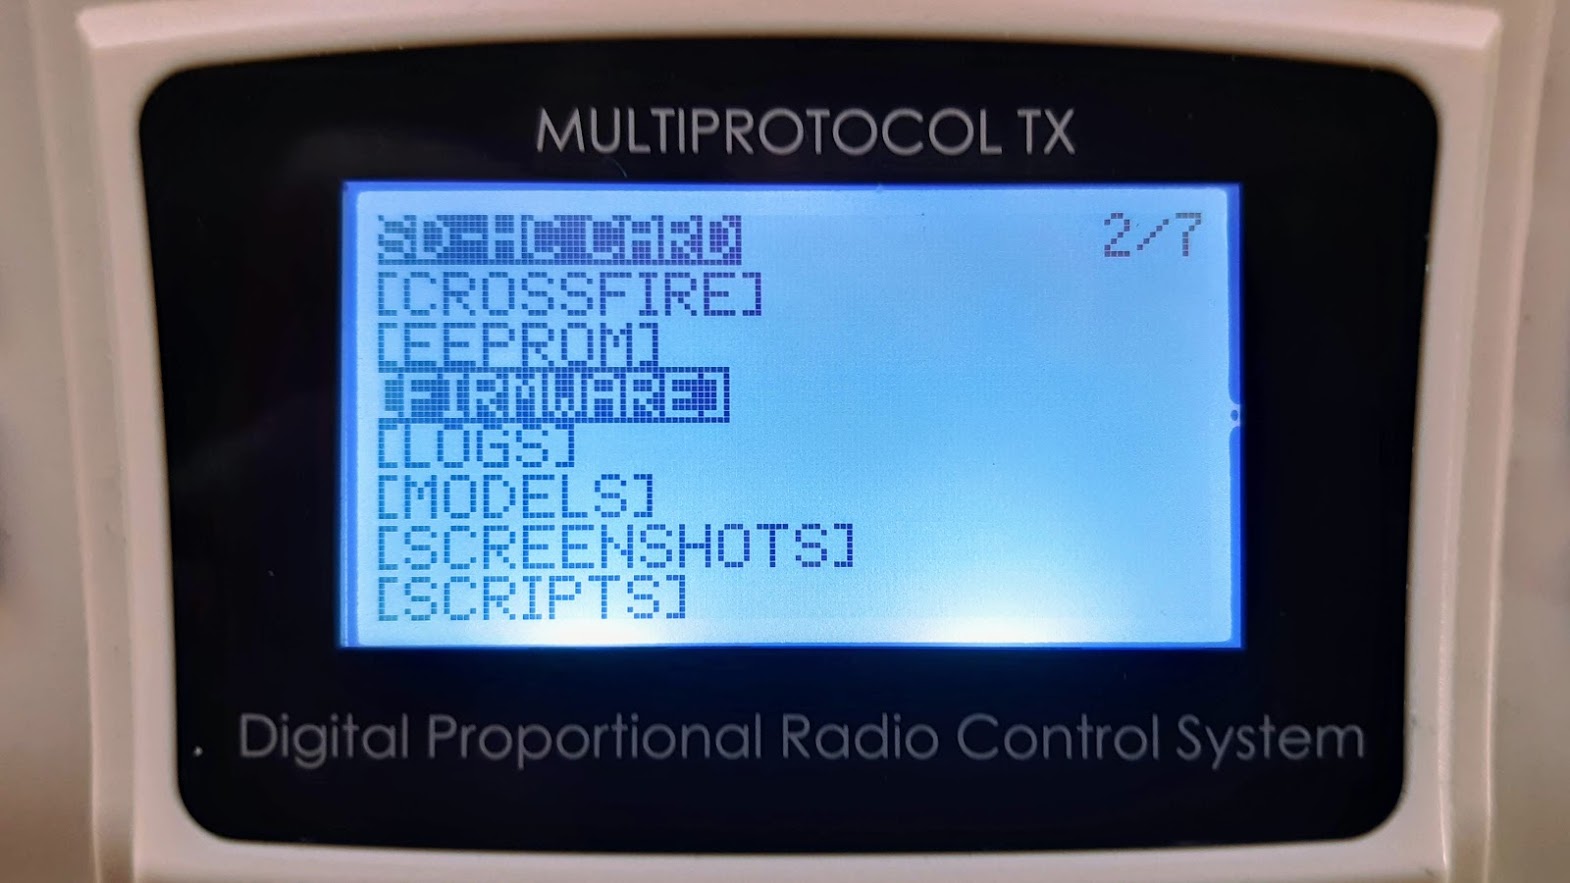 MULTIPROTOCOL TX
SD-HC CARD 2/7
[CROSSFIRE]
[EEPROM]
[FIRMWARE]
[LOGS]
[MODELS]
[SCREENSHOTS]
[SCRIPTS]
Digital Proportional Radio Control System